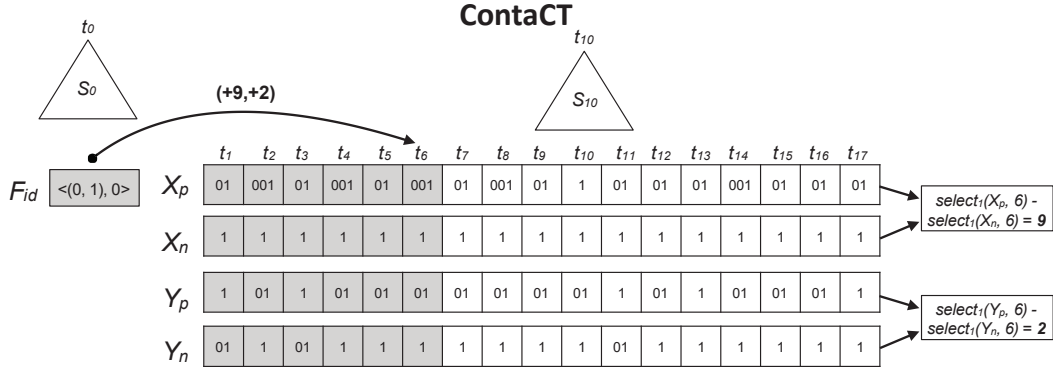 ContaCT
t0 t10
S0 S10
(+9,+2)
t1 t2 t3 t4 t5 t6 t7 t8 t9 t10 t11 t12 t13 t14 t15 t16 t17
Fid <(0, 1), 0> Xp 01 001 01 001 01 001 01 001 01 1 01 01 01 001 01 01 01
select1(Xp, 6) -
select1(Xn, 6) = 9
Xn 1 1 1 1 1 1 1 1 1 1 1 1 1 1 1 1 1
Yp 1 01 1 01 01 01 01 01 01 01 1 01 1 01 01 01 1
select1(Yp, 6) -
select1(Yn, 6) = 2
Yn 01 1 01 1 1 1 1 1 1 1 01 1 1 1 1 1 1